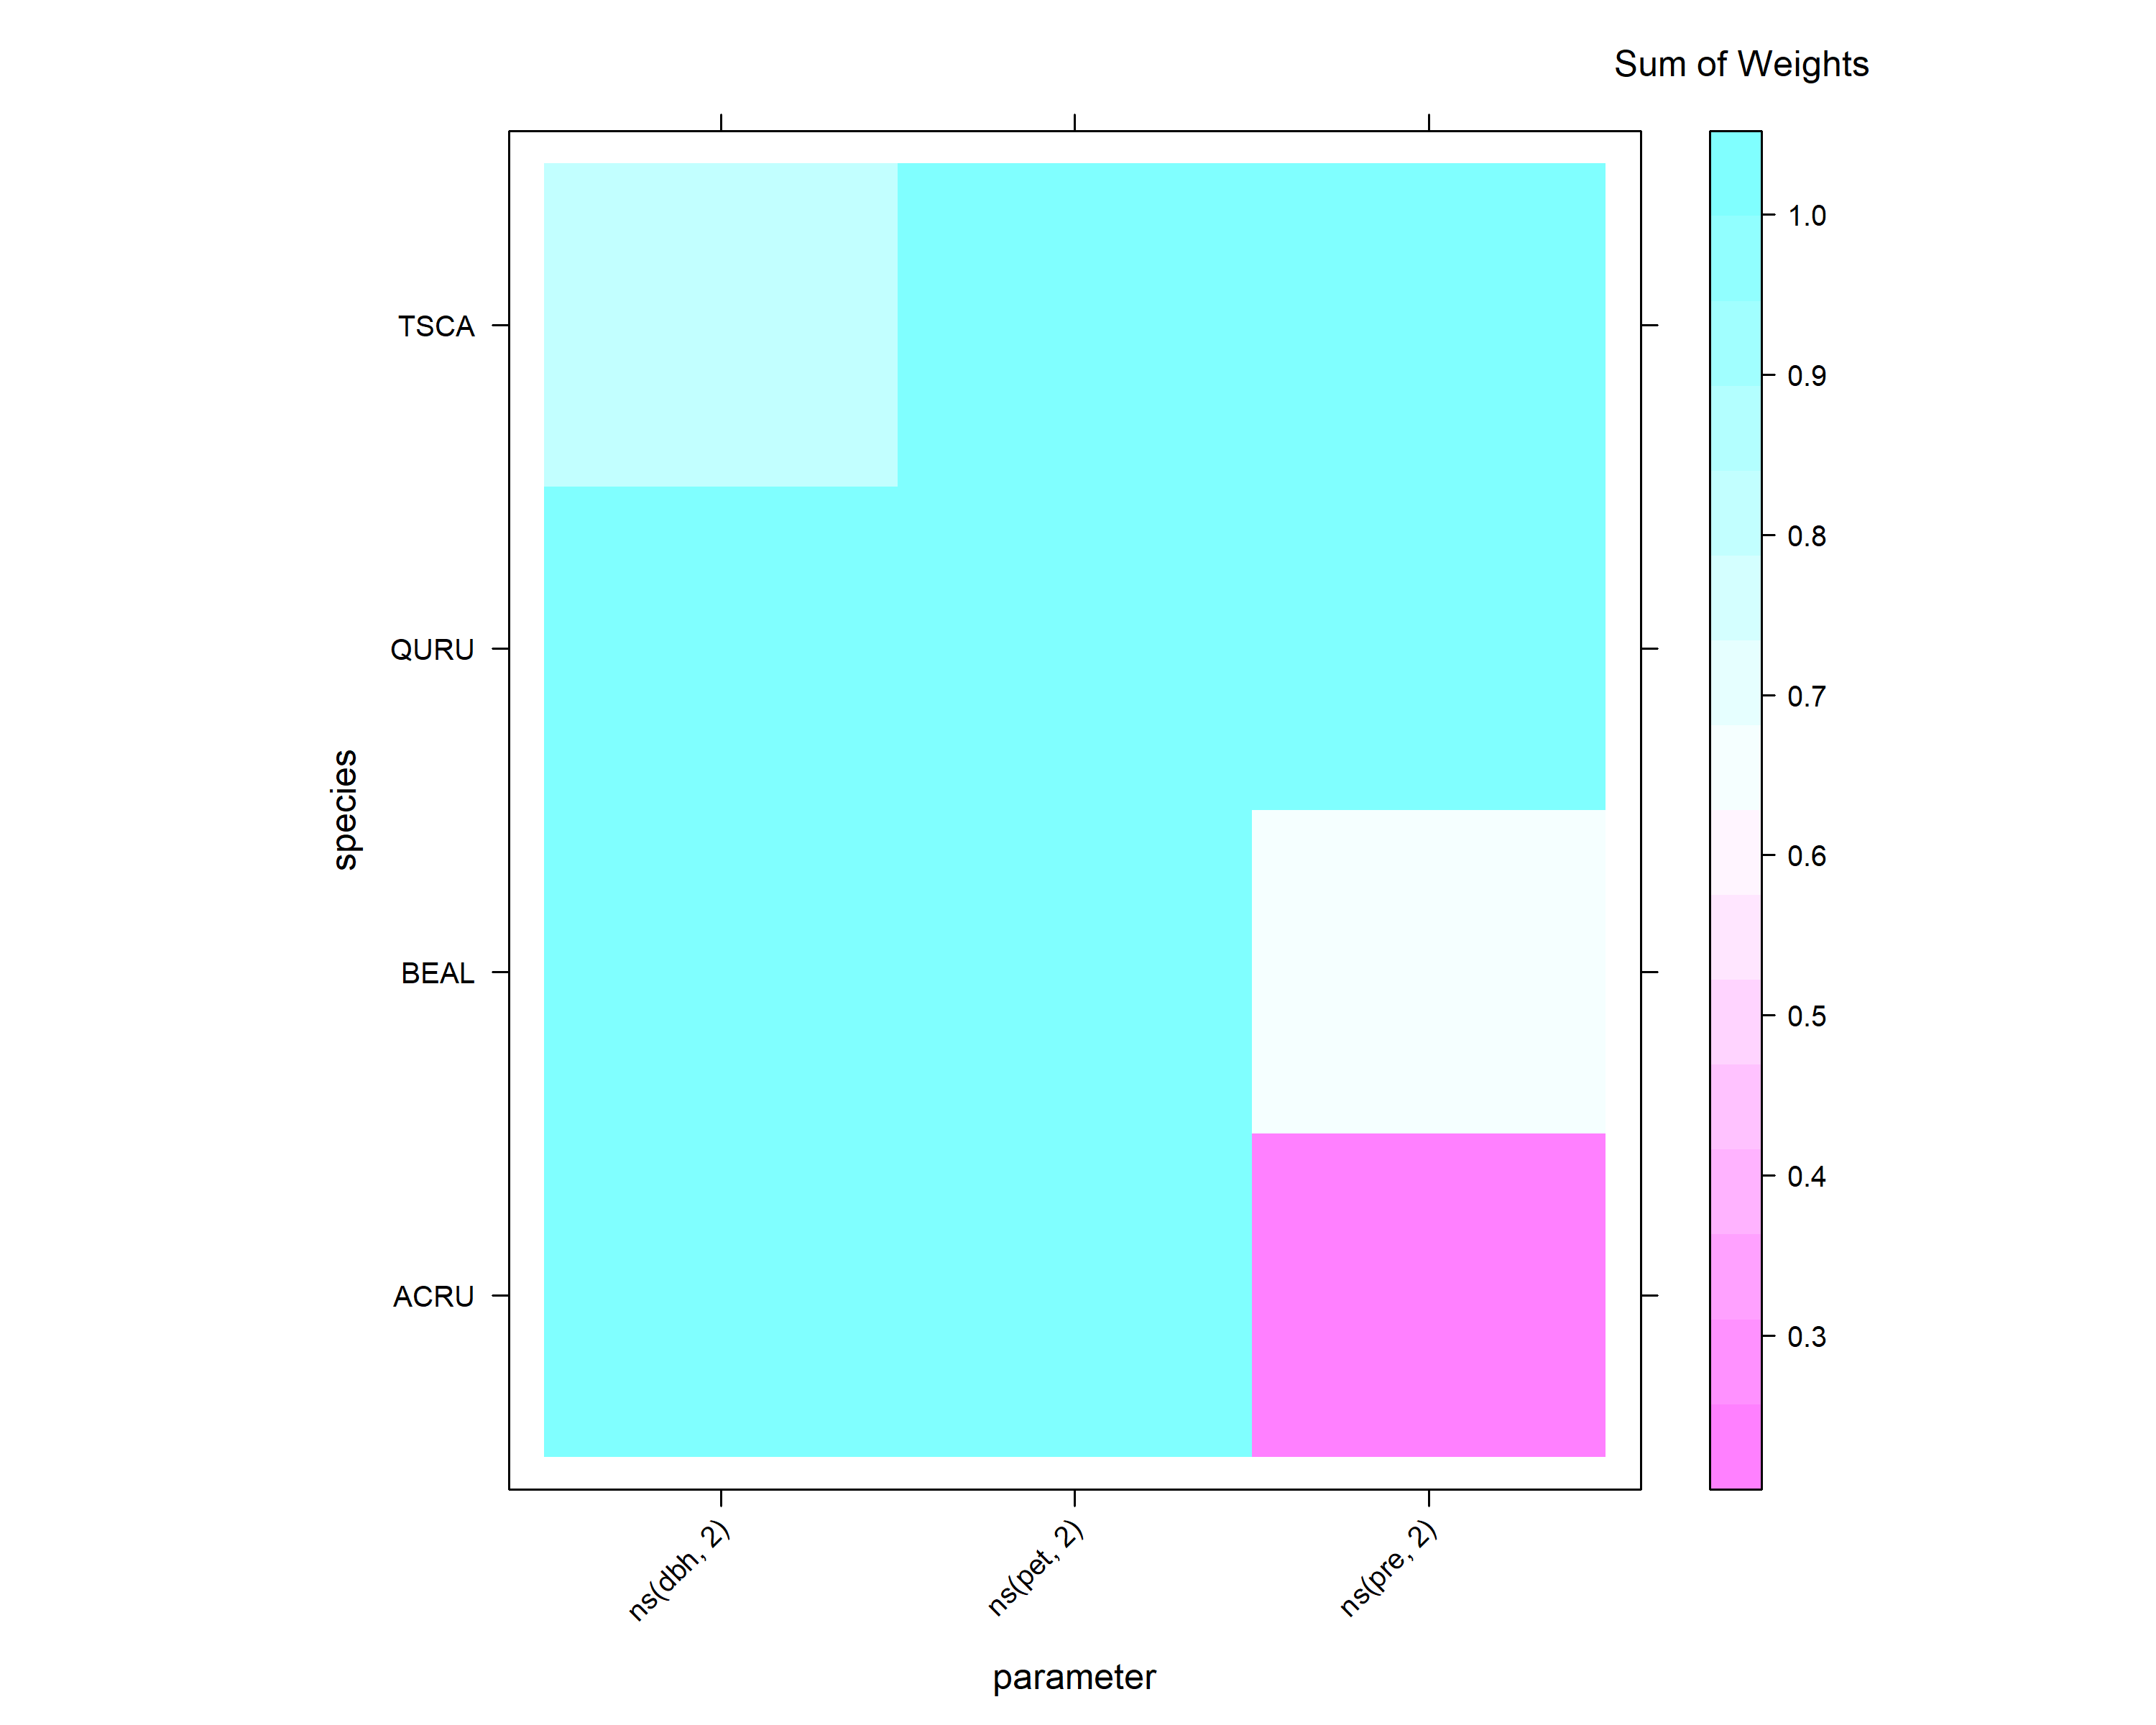 Sum of Weights
1.0
0.9
0.8
0.7
0.6
0.5
0.4
0.3
species
TSCA
QURU
BEAL
ACRU
ns(dbh, 2)
ns(pet, 2)
ns(pre, 2)
parameter